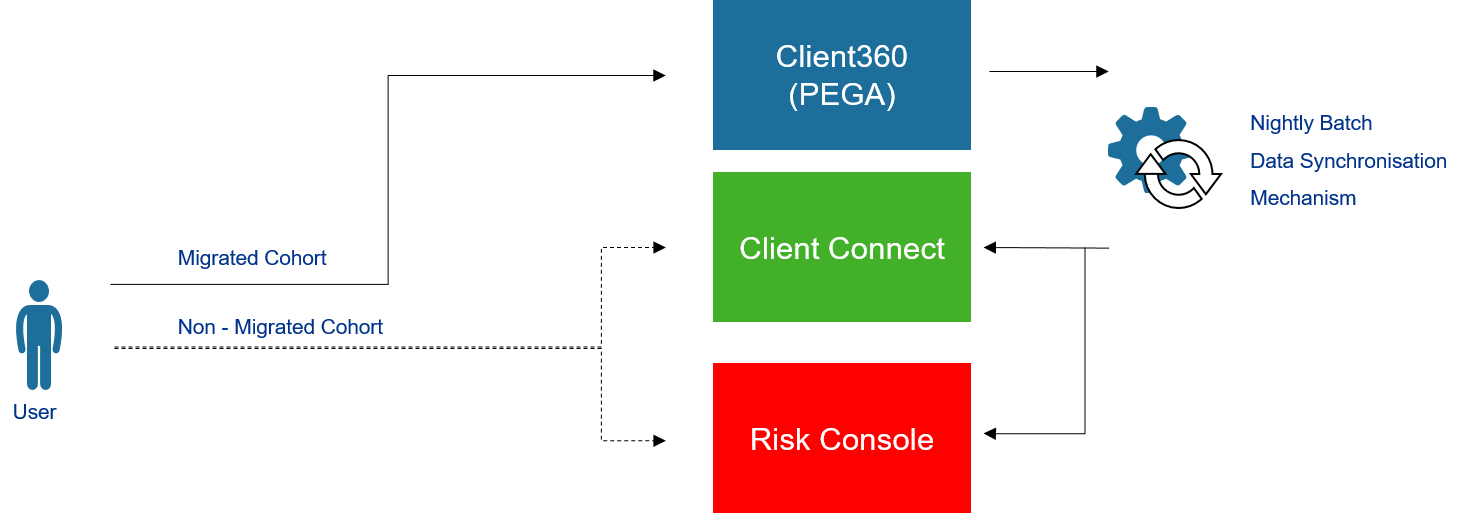 Client360
(PEGA)
Nightly Batch
Data Synchronisation
Mechanism
Client Connect
Migrated Cohort
Non - Migrated Cohort
User
Risk Console